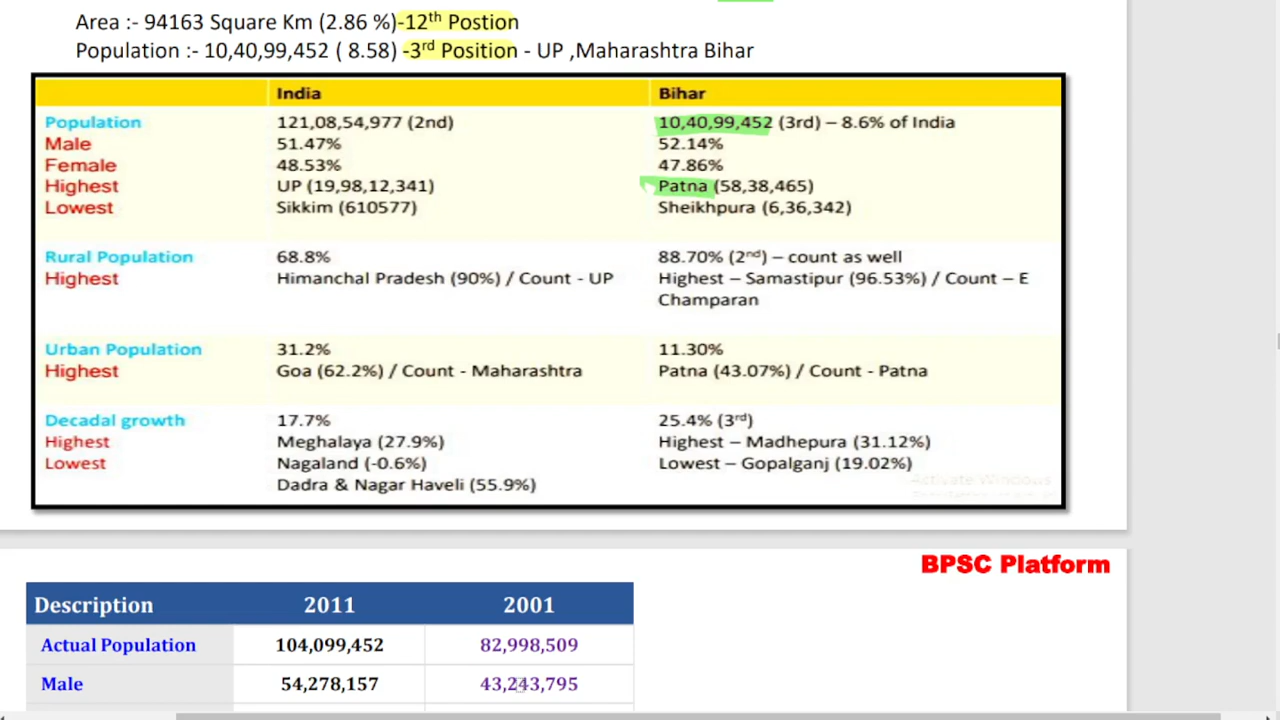 Area :- 94163 Square Km (2.86 %)-12th Postion
Population :- 10,40,99,452 ( 8.58) -3rd Position - UP ,Maharashtra Bihar
India Bihar
Population 121,08,54,977 (2nd) 10,40,99,452 (3rd) – 8.6% of India
Male 51.47% 52.14%
Female 48.53% 47.86%
Highest UP (19,98,12,341) Patna (58,38,465)
Lowest Sikkim (610577) Sheikhpura (6,36,342)
Rural Population 68.8% 88.70% (2nd) – count as well
Highest Himanchal Pradesh (90%) / Count - UP Highest – Samastipur (96.53%) / Count – E
Champaran
Urban Population 31.2% 11.30%
Highest Goa (62.2%) / Count - Maharashtra Patna (43.07%) / Count - Patna
Decadal growth 17.7% 25.4% (3rd)
Highest Meghalaya (27.9%) Highest – Madhepura (31.12%)
Lowest Nagaland (-0.6%) Lowest – Gopalganj (19.02%)
Dadra & Nagar Haveli (55.9%)
Activate Windows
BPSC Platform
Description 2011 2001
Actual Population 104,099,452 82,998,509
Male 54,278,157 43,243,795